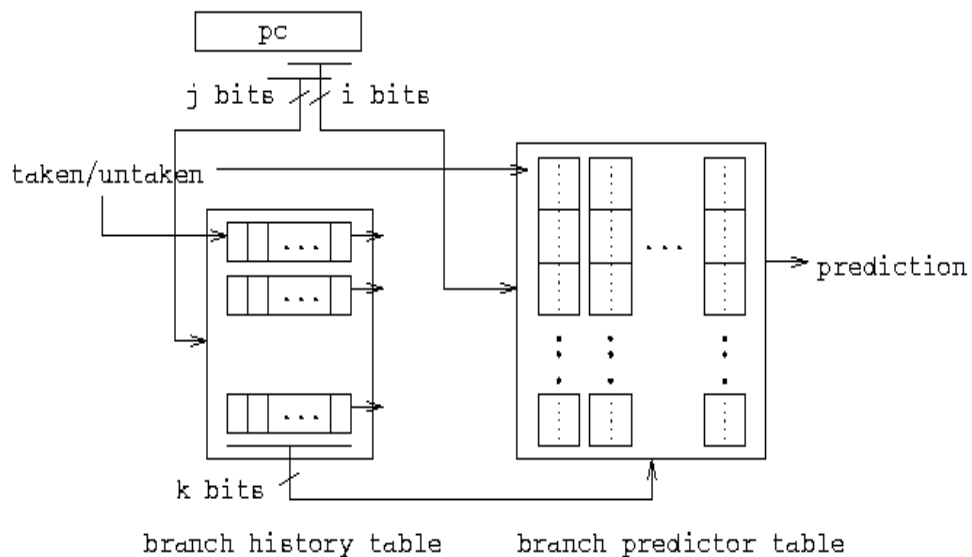 pc
j bits
i bits
taken/untaken
...
...
...
...
prediction
k bits
branch history table
branch predictor table